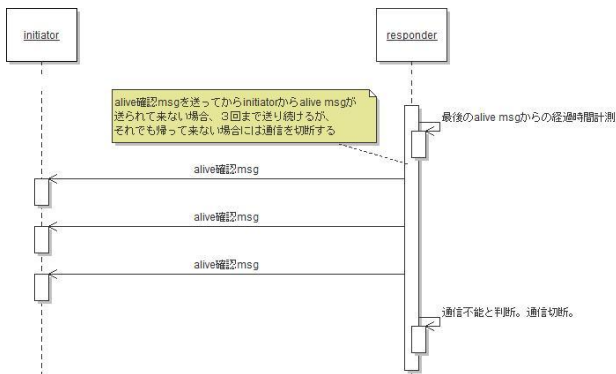 initiator
responder
alive確認msgを送ってからinitiatorからalive msgが
送られて来ない場合、3回まで送り続けるが、
それでも帰って来ない場合には通信を切断する
最後のalive msgからの経過時間計測
alive確認msg
alive確認msg
alive確認msg
通信不能と判断。通信切断。